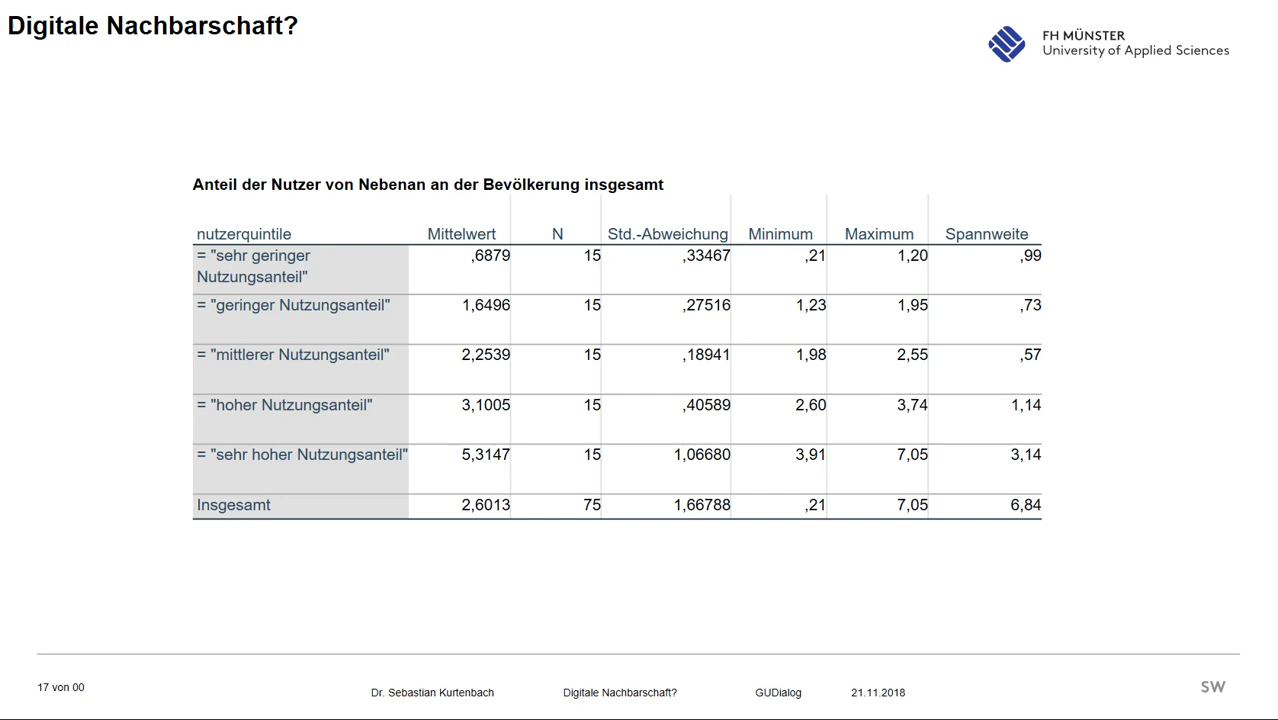 Digitale Nachbarschaft?
FH MÜNSTER
University of Applied Sciences
Anteil der Nutzer von Nebenan an der Bevölkerung insgesamt
nutzerquintile Mittelwert N Std.-Abweichung Minimum Maximum Spannweite
= "sehr geringer Nutzungsanteil" ,6879 15 ,33467 ,21 1,20 ,99
= "geringer Nutzungsanteil" 1,6496 15 ,27516 1,23 1,95 ,73
= "mittlerer Nutzungsanteil" 2,2539 15 ,18941 1,98 2,55 ,57
= "hoher Nutzungsanteil" 3,1005 15 ,40589 2,60 3,74 1,14
= "sehr hoher Nutzungsanteil" 5,3147 15 1,06680 3,91 7,05 3,14
Insgesamt 2,6013 75 1,66788 ,21 7,05 6,84
17 von 00 Dr. Sebastian Kurtenbach Digitale Nachbarschaft? GUDialog 21.11.2018 SW